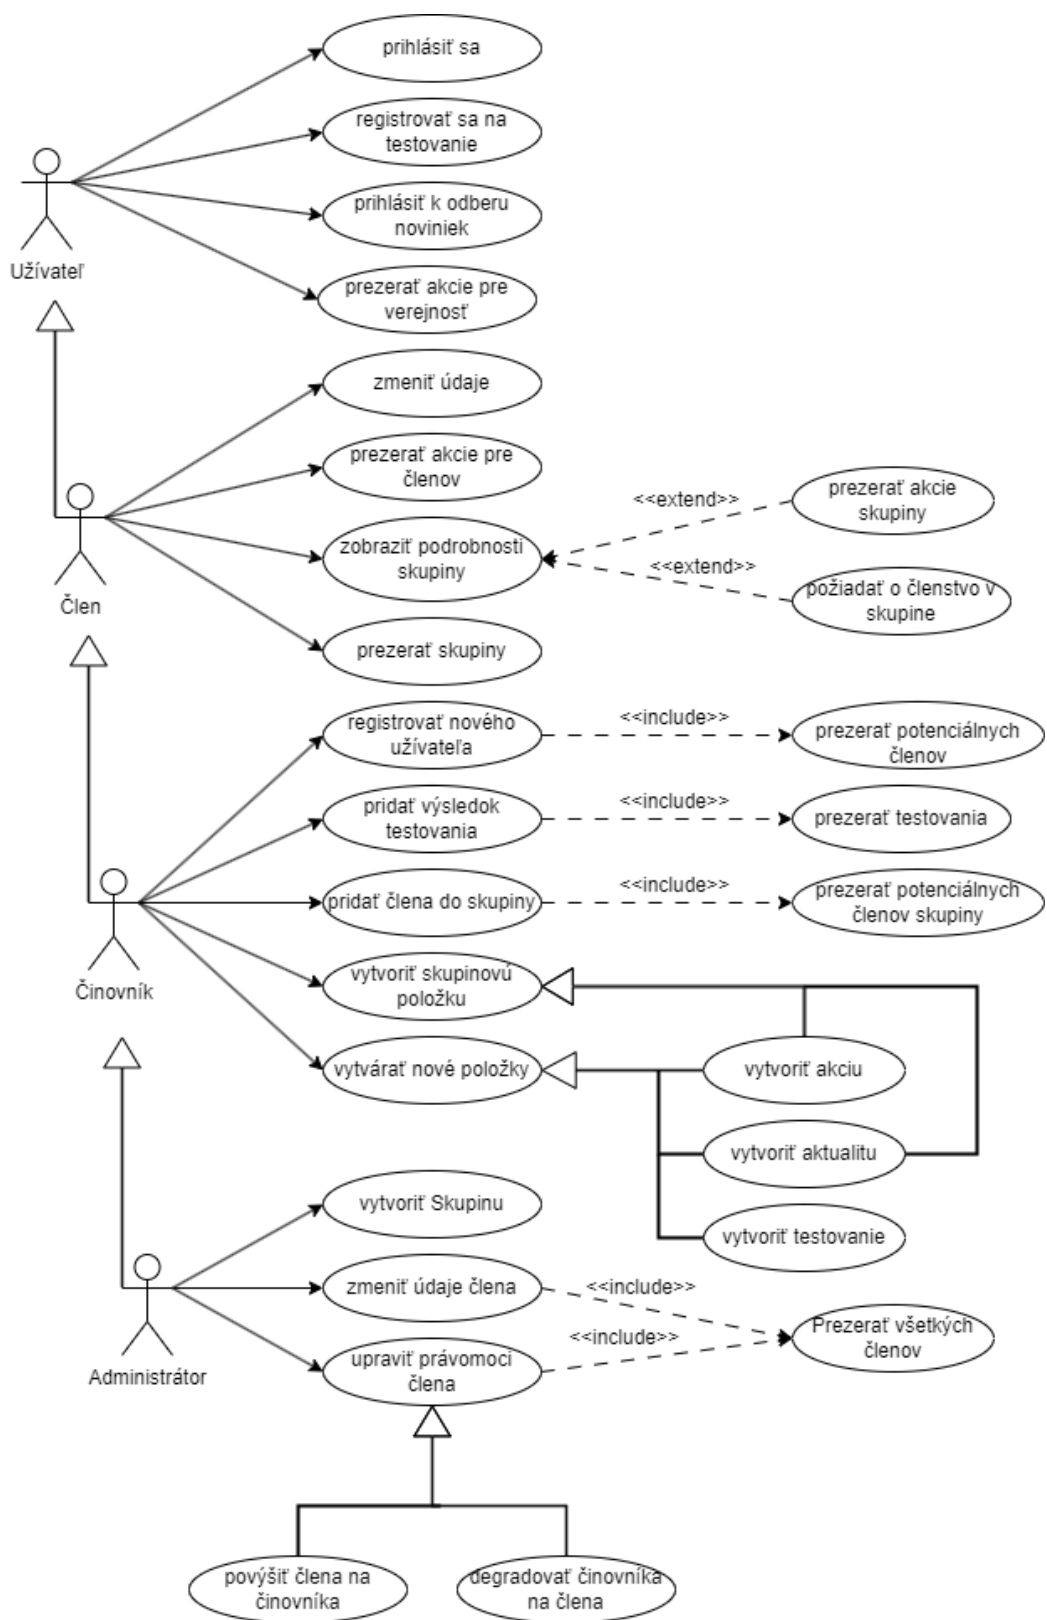 prihlásiť sa
registrovať sa na
testovanie
prihlásiť k odberu
noviniek
Užívateľ
prezerať akcie pre
verejnosť
zmeniť údaje
prezerať akcie pre
členov
<<extend>>
prezerať akcie
skupiny
zobraziť podrobnosti
skupiny
<<extend>>
požiadať o členstvo v
skupine
Člen
prezerať skupiny
registrovať nového
užívateľa
<<include>>
prezerať potenciálnych
členov
pridať výsledok
testovania
<<include>>
prezerať testovania
pridať člena do skupiny
<<include>>
prezerať potenciálnych
členov skupiny
Činovník
vytvoriť skupinovú
položku
vytvárať nové položky
vytvoriť akciu
vytvoriť aktualitu
vytvoriť testovanie
vytvoriť Skupinu
zmeniť údaje člena
<<include>>
<<include>>
Prezerať všetkých
členov
upraviť právomoci
člena
Administrátor
povýšiť člena na
činovníka
degradovať činovníka
na člena